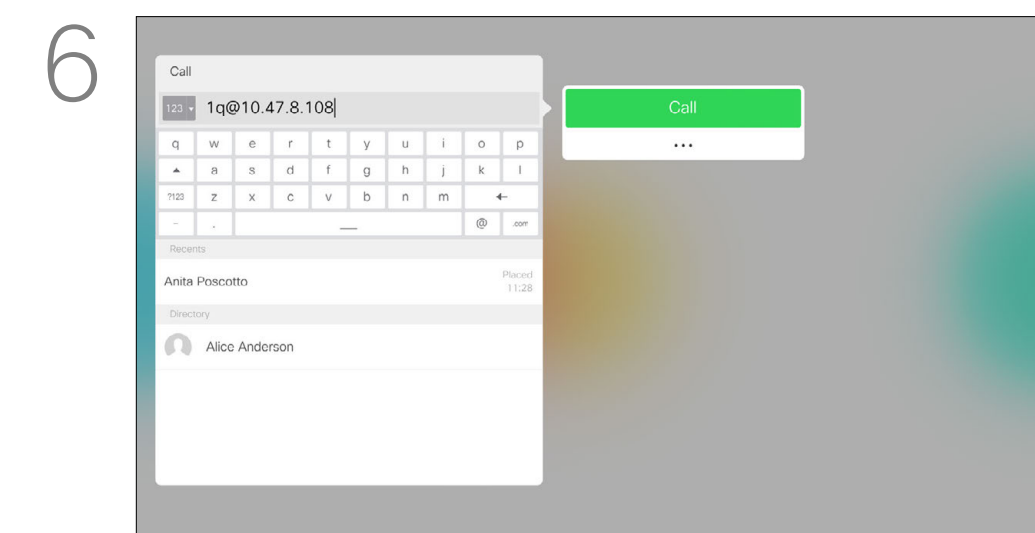 6
Call
123 1q@10.47.8.108
Call
...
q w e r t y u i o p
a s d f g h j k l
?123 z x c v b n m
- , @ .com
Recents
Anita Poscotto
Placed
11:28
Directory
Alice Anderson